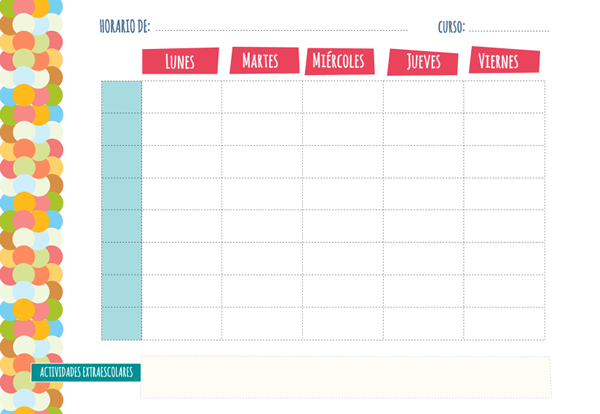 HORARIO DE:
CURSO:
LUNES
MARTES
MIÉRCOLES
JUEVES
VIERNES
ACTIVIDADES EXTRAESCOLARES